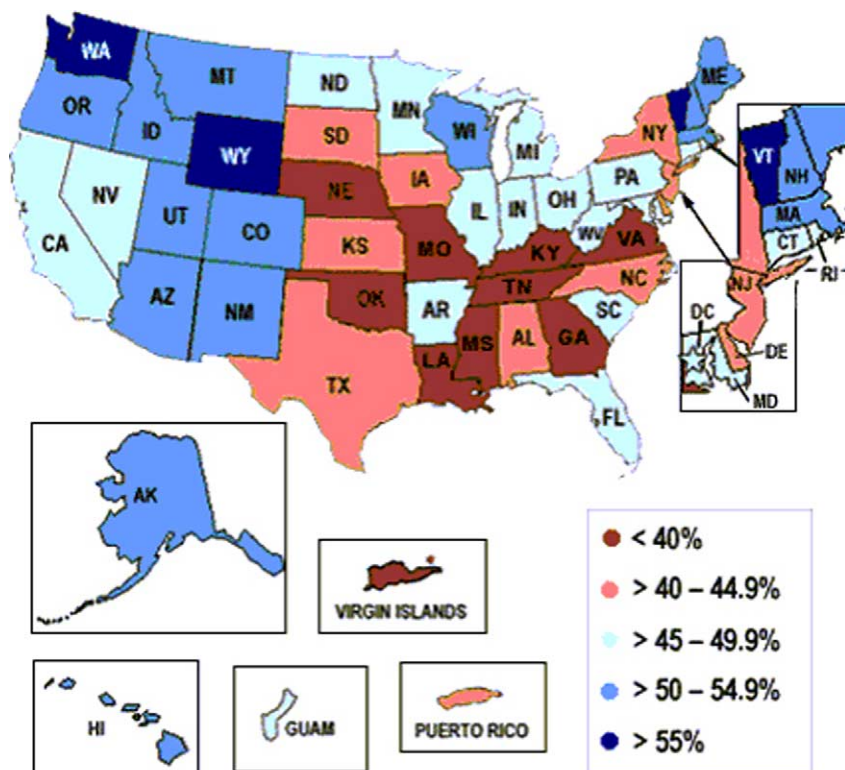 WA
MT
ND
MN
ME
OR
ID
WY
SD
WI
MI
NY
VT
NH
MA
CT
RI
NV
CA
UT
CO
NE
IA
IL
IN
OH
PA
NJ
KS
MO
KY
WV
VA
DC
DE
MD
AZ
NM
OK
AR
TN
NC
SC
TX
LA
MS
AL
GA
FL
AK
VIRGIN ISLANDS
HI
GUAM
PUERTO RICO
< 40%
> 40 – 44.9%
> 45 – 49.9%
> 50 – 54.9%
> 55%